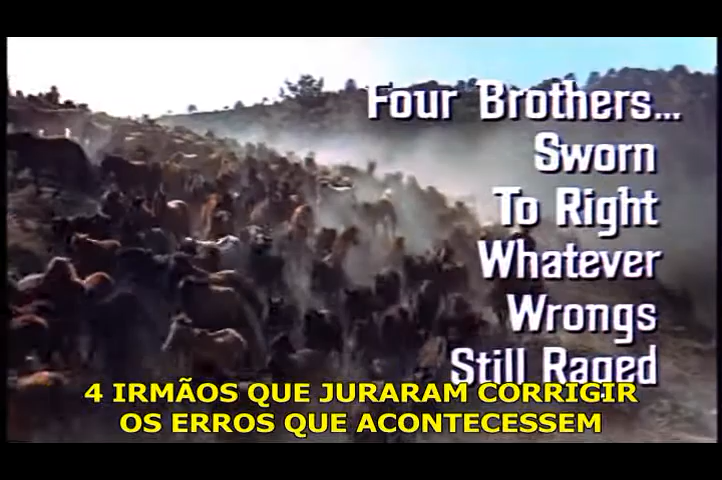 Four Brothers...
Sworn
To Right
Whatever
Wrongs
Still Raged
4 IRMÃOS QUE JURARAM CORRIGIR
OS ERROS QUE ACONTECESSEM